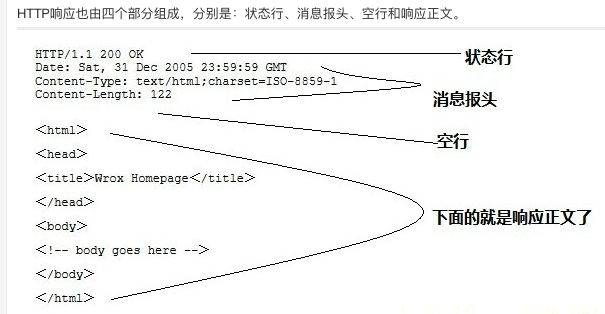 HTTP响应也由四个部分组成，分别是：状态行、消息报头、空行和响应正文。
HTTP/1.1 200 OK
状态行
Date: Sat, 31 Dec 2005 23:59:59 GMT
Content-Type: text/html;charset=ISO-8859-1
Content-Length: 122
消息报头
空行
<html>
<head>
<title>Wrox Homepage</title>
</head>
下面的就是响应正文了
<body>
<!-- body goes here -->
</body>
</html>